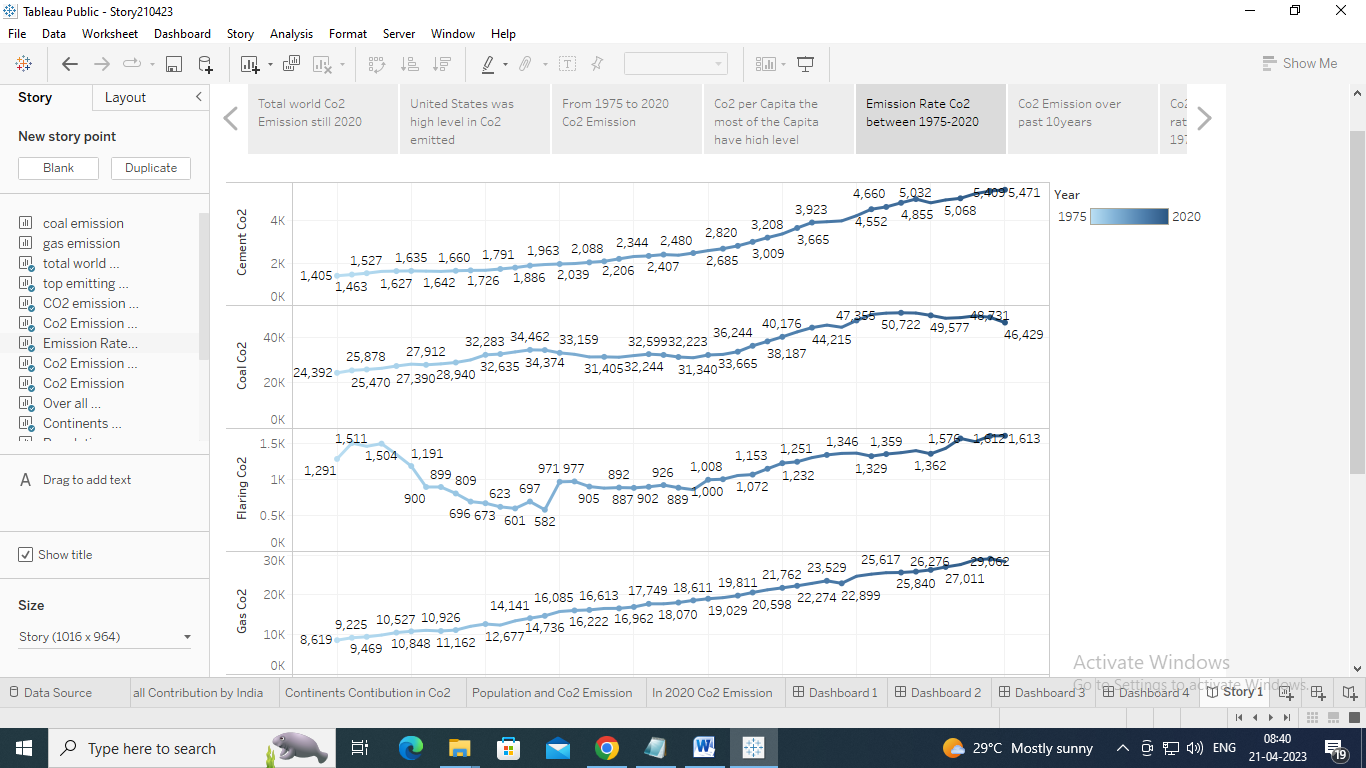 Tableau Public - Story210423
File Data Worksheet Dashboard Story Analysis Format Server Window Help
Show Me
Story Layout
New story point
Blank Duplicate
coal emission
gas emission
total world ...
top emitting ...
CO2 emission ...
Co2 Emission ...
Emission Rate...
Co2 Emission ...
Co2 Emission
Over all ...
Continents ...
A Drag to add text
Show title
Size
Story (1016 x 964)
Total world Co2
Emission still 2020
United States was
high level in Co2
emitted
From 1975 to 2020
Co2 Emission
Co2 per Capita the
most of the Capita
have high level
Emission Rate Co2
between 1975-2020
Co2 Emission over
past 10years
Year
1975 2020
Cement Co2
4K
2K
0K
4,660 5,032 5,409 5,471
3,923 4,552 4,855 5,068
2,820 3,208 3,665
1,527 1,635 1,660 1,791 1,963 2,088 2,344 2,480 2,685 3,009
1,405 1,463 1,627 1,642 1,726 1,886 2,039 2,206 2,407
Coal Co2
40K
20K
0K
47,355 48,731
36,244 40,176 44,215 50,722 49,577 46,429
25,878 27,912 32,283 34,462 33,159 32,599 32,223 38,187
24,392 25,470 27,390 28,940 32,635 34,374 31,405 32,244 31,340 33,665
Flaring Co2
1.5K
1K
0.5K
0K
1,511 1,346 1,359 1,576 1,612 1,613
1,291 1,504 1,191 1,008 1,153 1,251 1,329 1,362
900 899 809 623 697 971 977 892 926 1,000 1,072 1,232
696 673 601 582 905 887 902 889
Gas Co2
30K
20K
10K
0K
25,617 26,276 29,062
17,749 18,611 19,811 21,762 23,529 25,840 27,011
9,225 10,527 10,926 14,141 16,085 16,613 19,029 20,598 22,274 22,899
8,619 9,469 10,848 11,162 12,677 14,736 16,222 16,962 18,070
Activate Windows
Go to Settings to activate Windows.
Data Source all Contribution by India Continents Contibution in Co2 Population and Co2 Emission In 2020 Co2 Emission Dashboard 1 Dashboard 2 Dashboard 3 Dashboard 4 Story 1
Type here to search
29°C Mostly sunny
ENG
08:40
21-04-2023
19